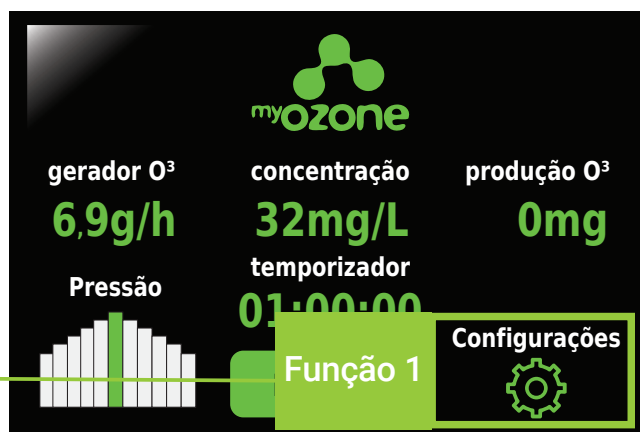 myozone
gerador O³ concentração produção O³
6,9g/h 32mg/L 0mg
Pressão temporizador
01:00:00
Função 1 Configurações